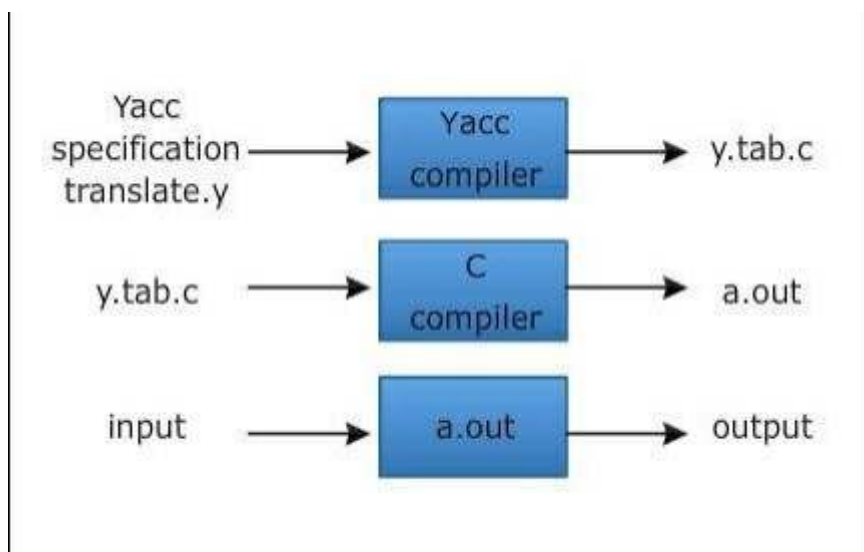 Yacc
specification
translate.y
Yacc
compiler
y.tab.c
y.tab.c
C
compiler
a.out
input
a.out
output